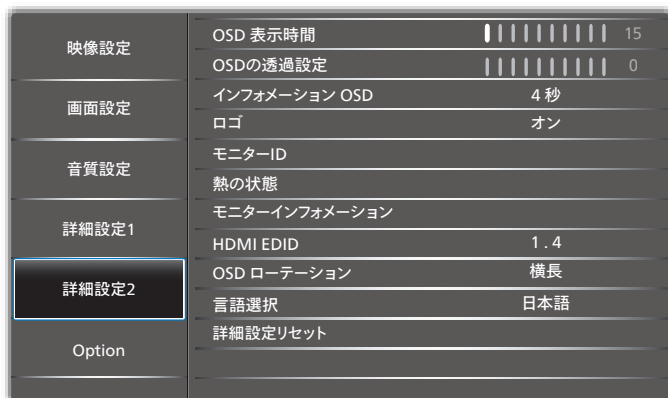 映像設定
画面設定
音質設定
詳細設定1
詳細設定2
Option
OSD 表示時間 15
OSDの透過設定 0
インフォメーション OSD 4 秒
ロゴ オン
モニターID
熱の状態
モニターインフォメーション
HDMI EDID 1 . 4
OSD ローテーション 横長
言語選択 日本語
詳細設定リセット